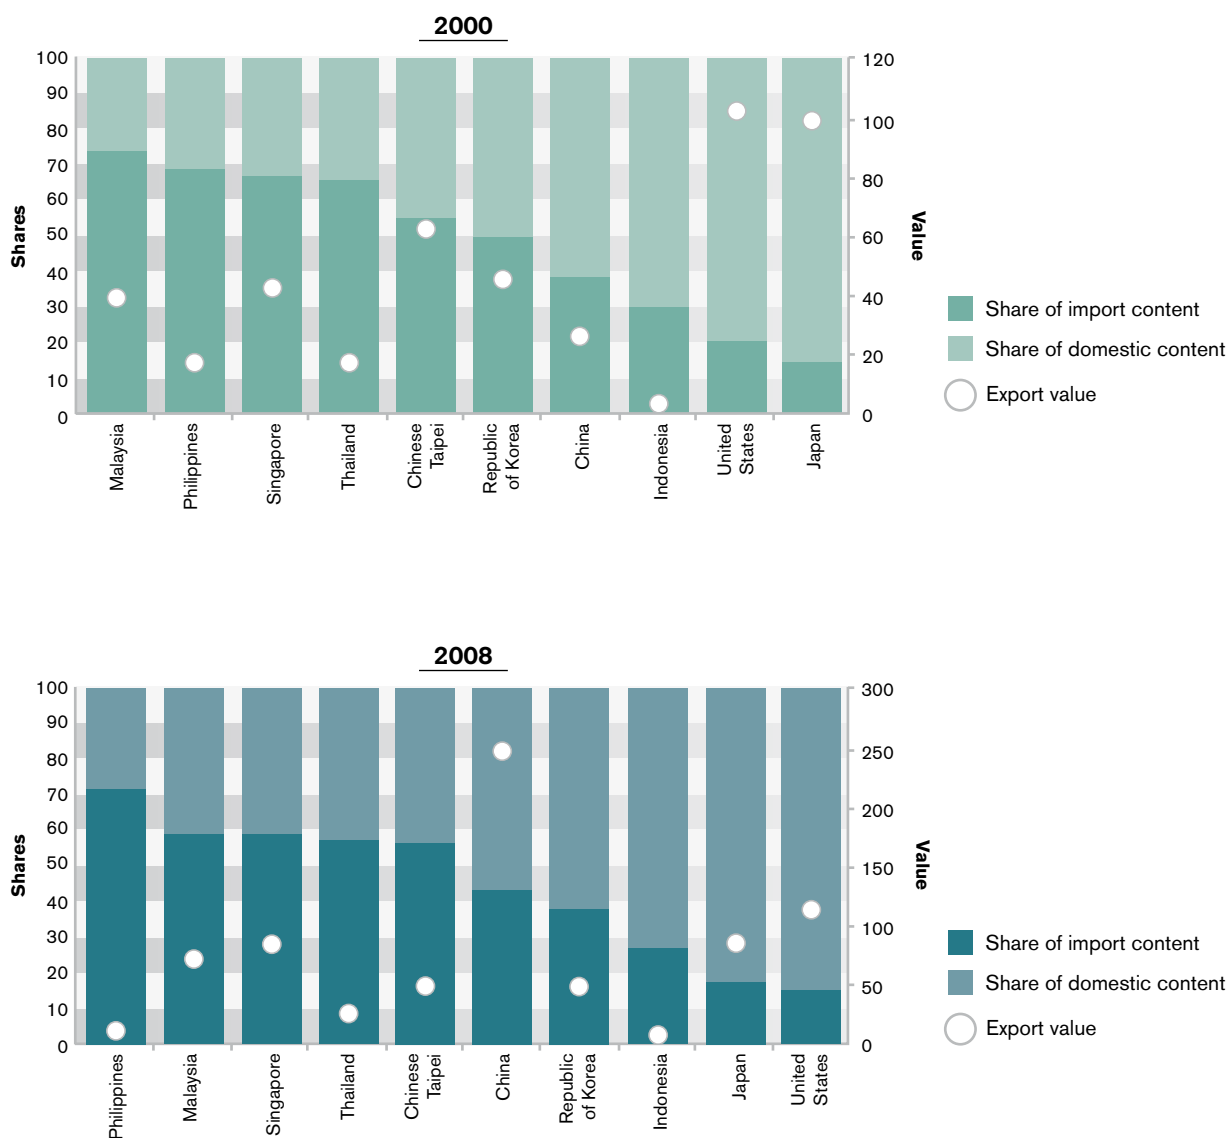 2000
100
90
80
70
60
50
40
30
20
10
0
Shares
120
100
80
60
40
20
0
Value
Malaysia
Philippines
Singapore
Thailand
Chinese
Taipei
Republic
of Korea
China
Indonesia
United
States
Japan
Share of import content
Share of domestic content
Export value
2008
100
90
80
70
60
50
40
30
20
10
0
Shares
300
250
200
150
100
50
0
Value
Philippines
Malaysia
Singapore
Thailand
Chinese
Taipei
China
Republic
of Korea
Indonesia
Japan
United
States
Share of import content
Share of domestic content
Export value